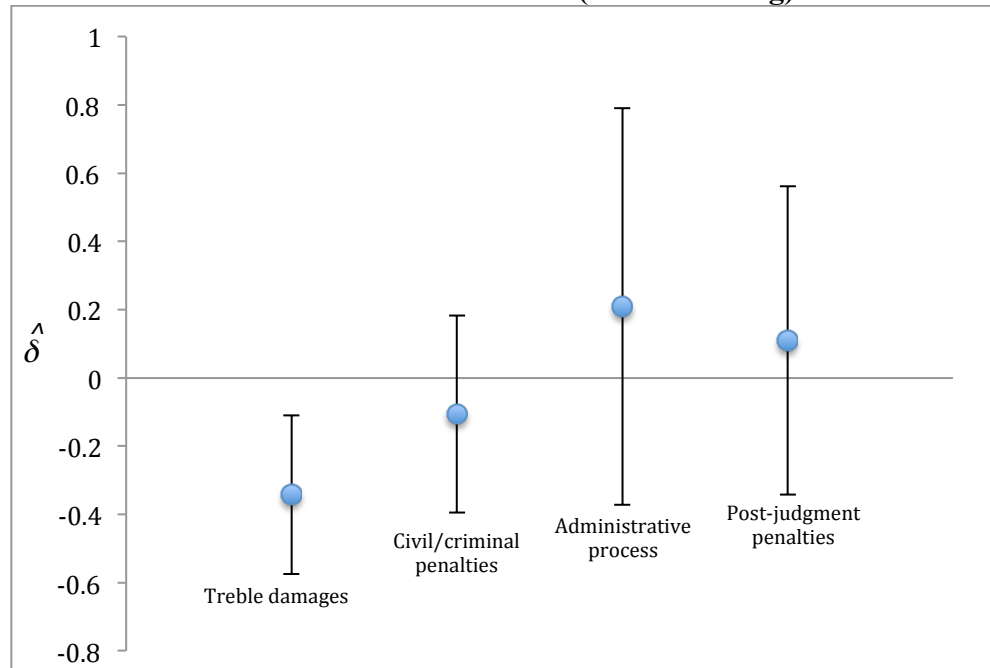 1
0.8
0.6
0.4
0.2
0
-0.2
-0.4
-0.6
-0.8
δ̂
Treble damages
Civil/criminal
penalties
Administrative
process
Post-judgment
penalties